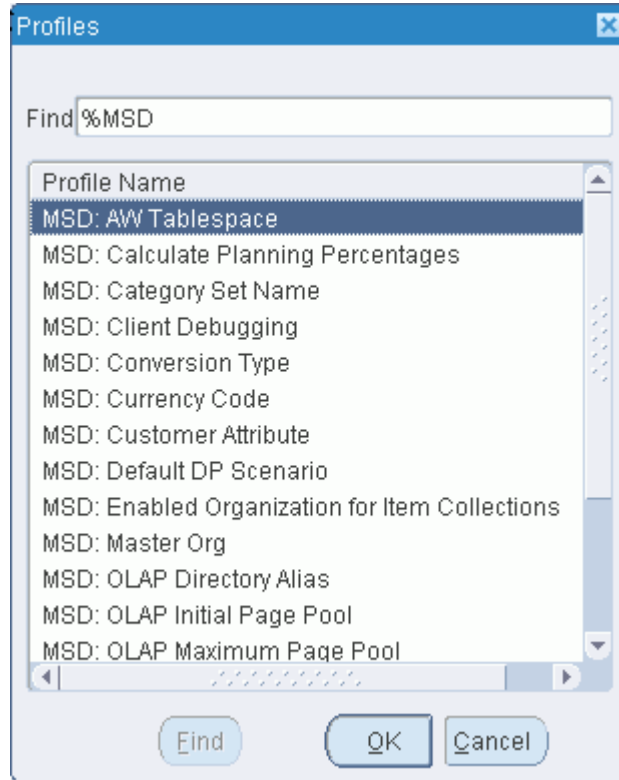 Profiles
Find %MSD
Profile Name
MSD: AW Tablespace
MSD: Calculate Planning Percentages
MSD: Category Set Name
MSD: Client Debugging
MSD: Conversion Type
MSD: Currency Code
MSD: Customer Attribute
MSD: Default DP Scenario
MSD: Enabled Organization for Item Collections
MSD: Master Org
MSD: OLAP Directory Alias
MSD: OLAP Initial Page Pool
MSD: OLAP Maximum Page Pool
Find OK Cancel